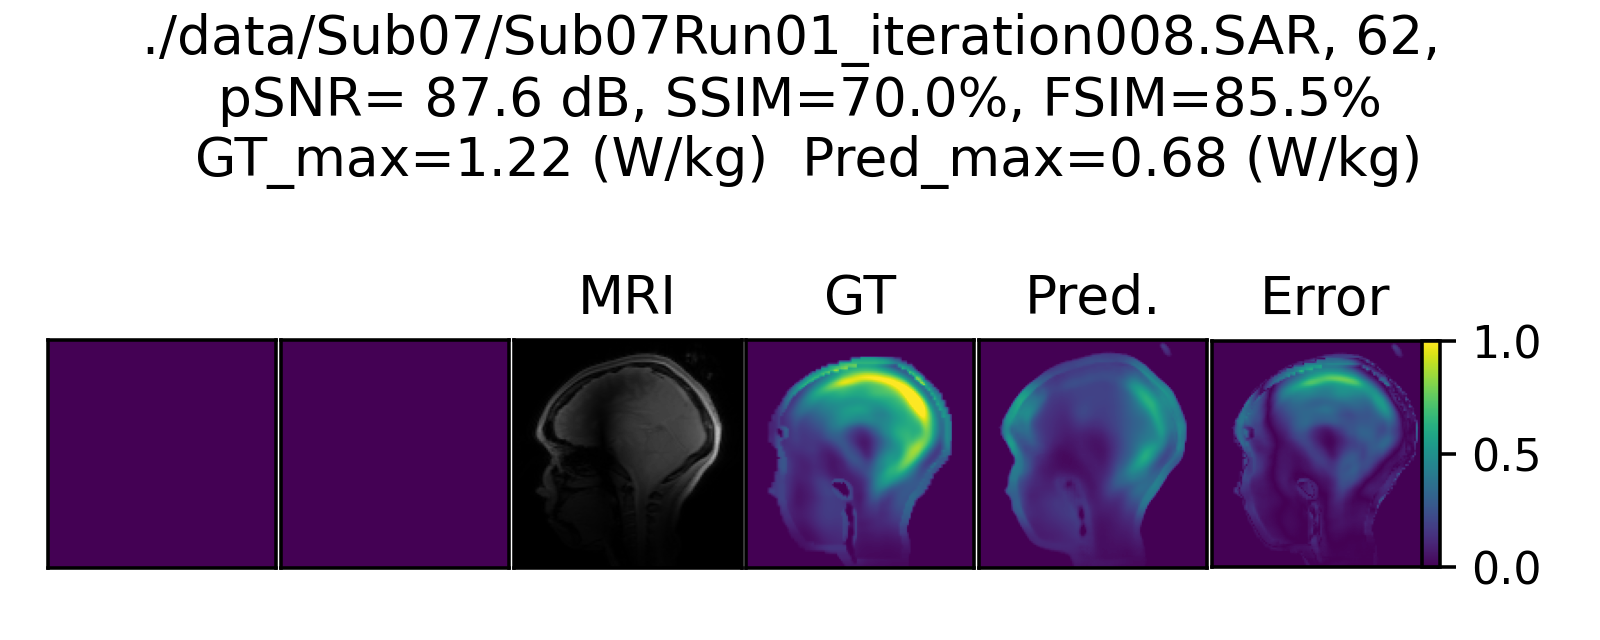 ./data/Sub07/Sub07Run01_iteration008.SAR, 62,
pSNR= 87.6 dB, SSIM=70.0%, FSIM=85.5%
GT_max=1.22 (W/kg)  Pred_max=0.68 (W/kg)
MRI GT Pred. Error
1.0
0.5
0.0